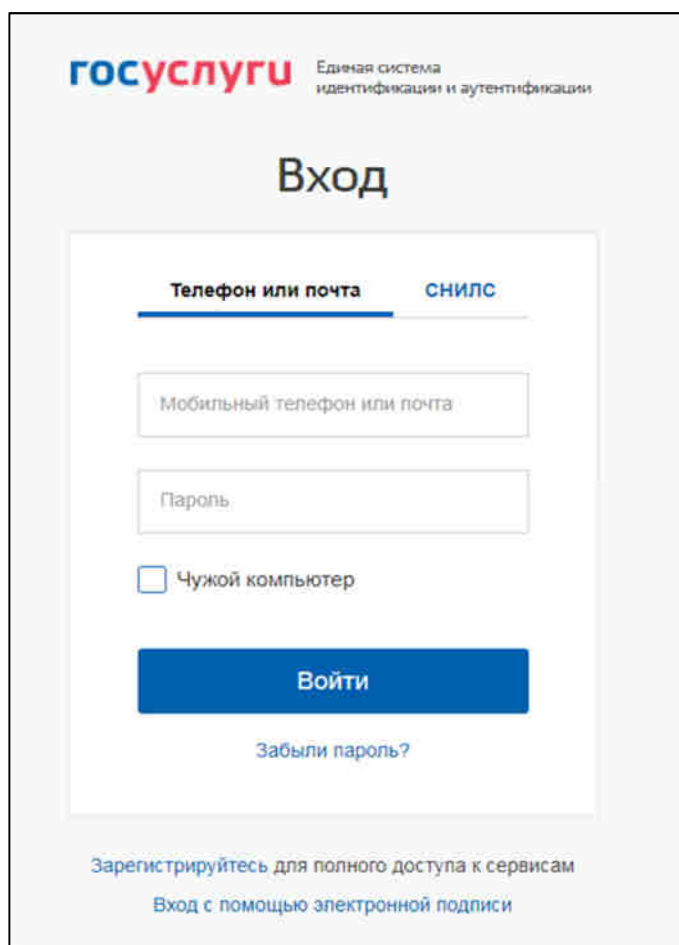 госуслуги
Единая система
идентификации и аутентификации
Вход
Телефон или почта СНИЛС
Мобильный телефон или почта
Пароль
Чужой компьютер
Войти
Забыли пароль?
Зарегистрируйтесь для полного доступа к сервисам
Вход с помощью электронной подписи